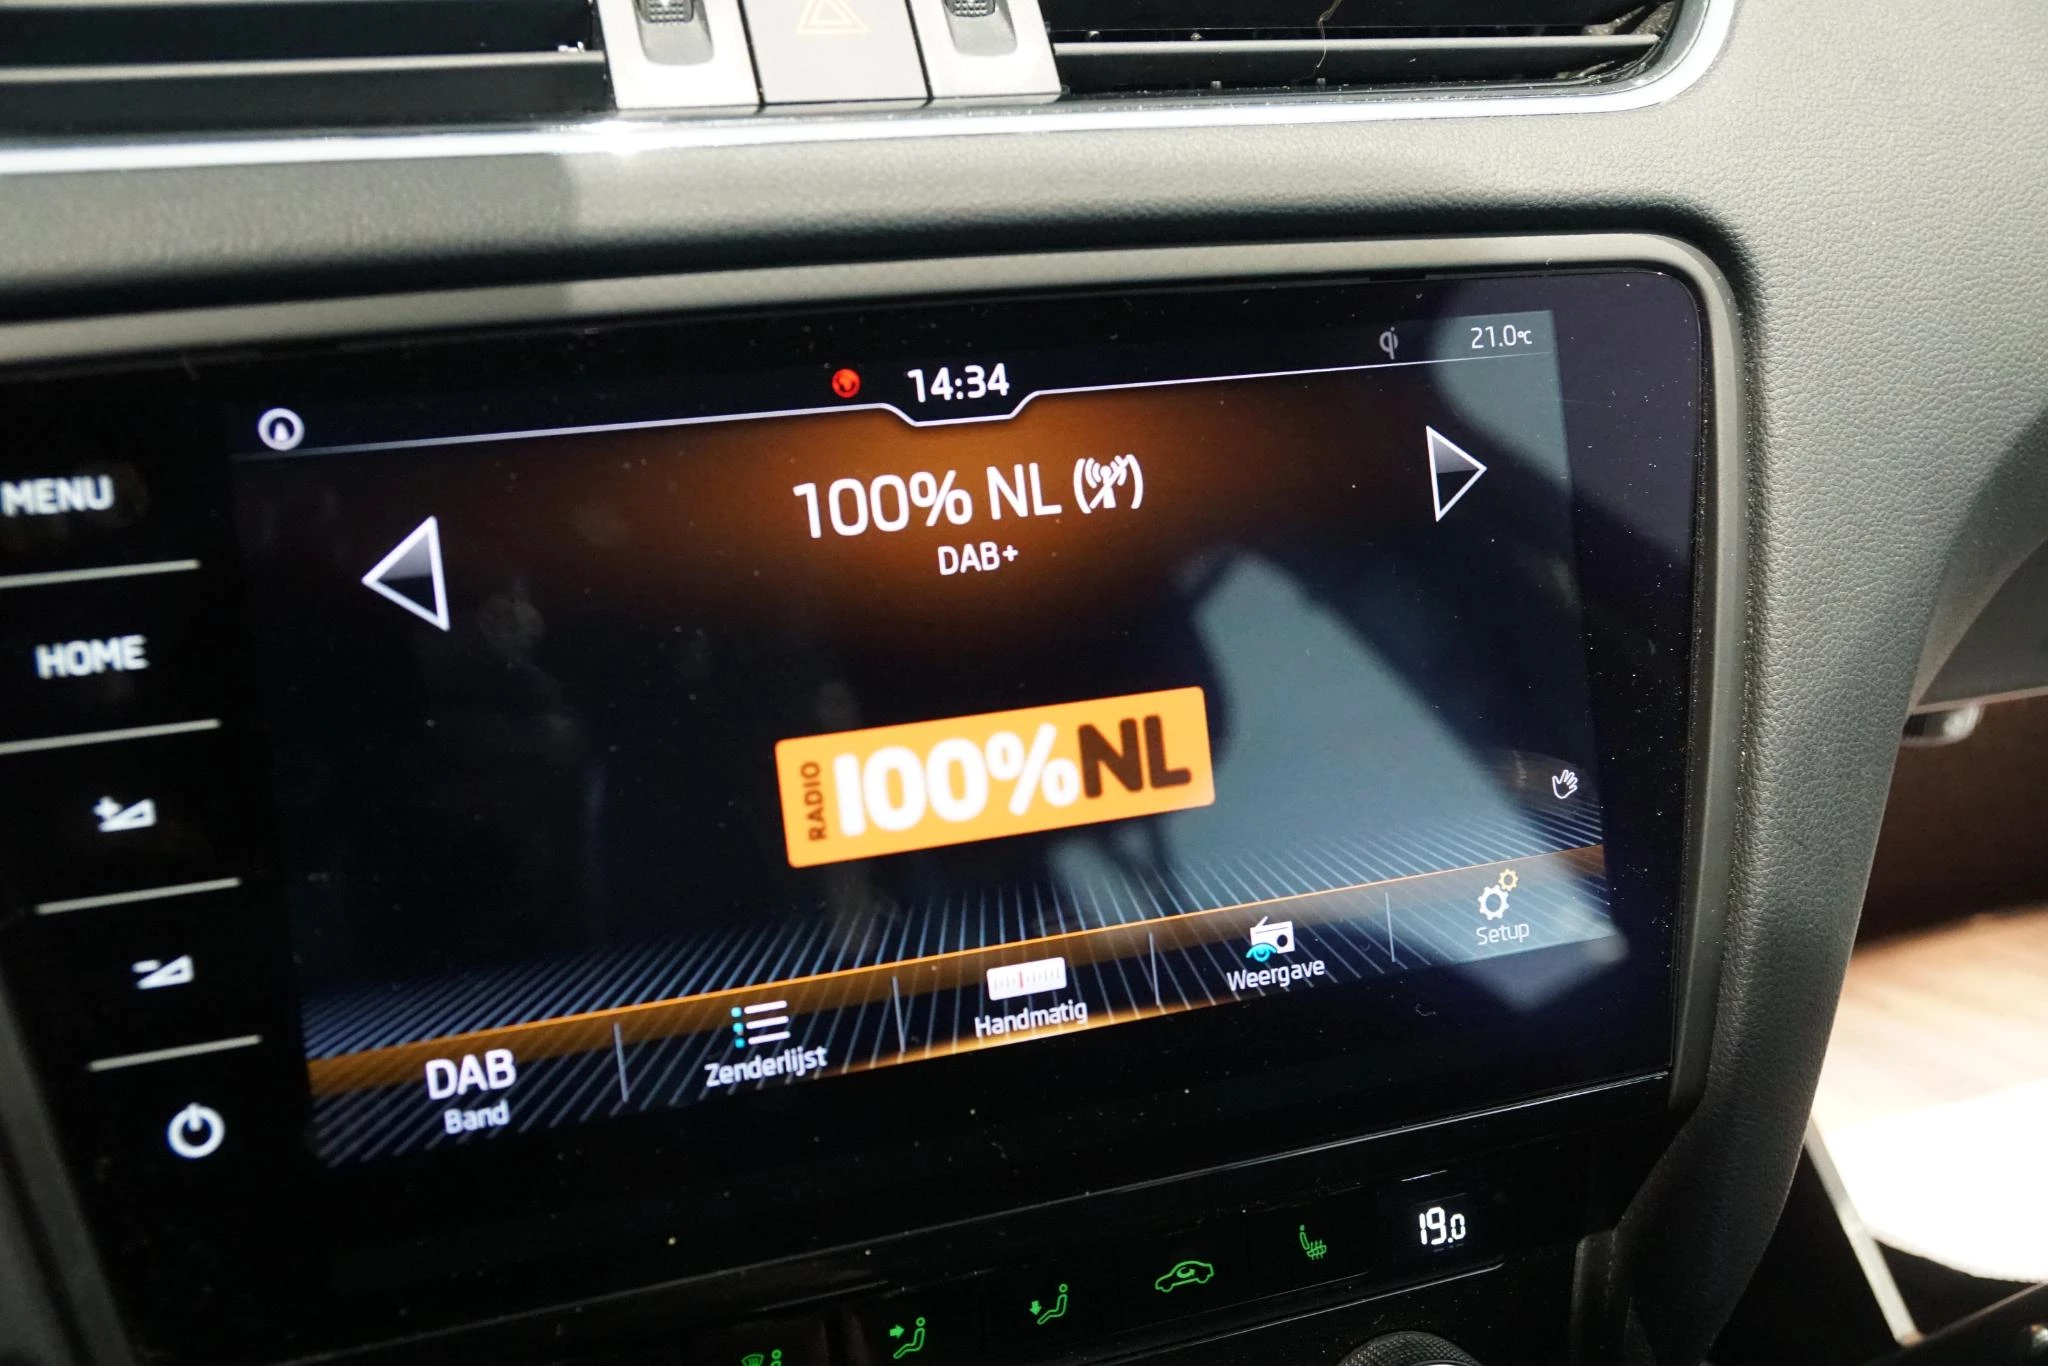 14:34
21.0°C
MENU
100% NL
DAB+
HOME
RADIO
100%NL
DAB
Band
Zenderlijst
Handmatig
Weergave
Setup
19.0